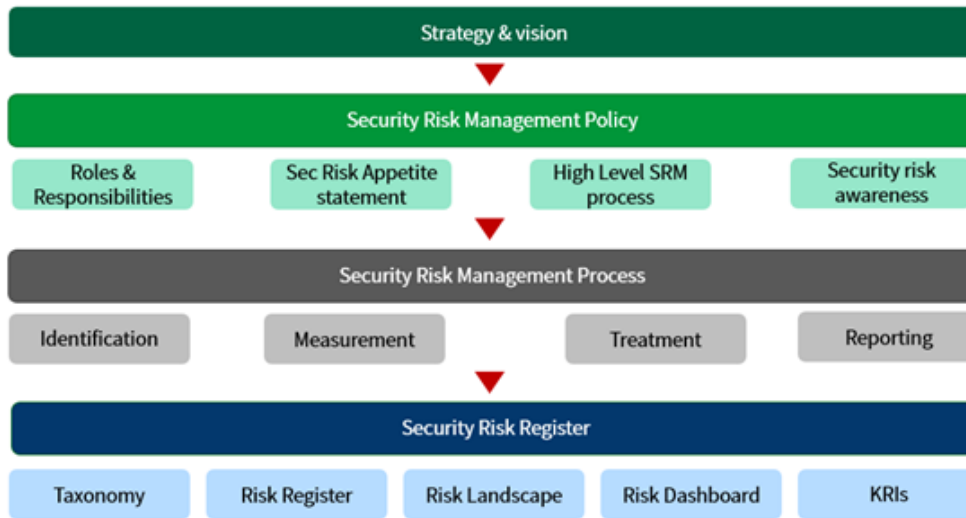 Strategy & vision
Security Risk Management Policy
Roles &
Responsibilities
Sec Risk Appetite
statement
High Level SRM
process
Security risk
awareness
Security Risk Management Process
Identification
Measurement
Treatment
Reporting
Security Risk Register
Taxonomy
Risk Register
Risk Landscape
Risk Dashboard
KRIs